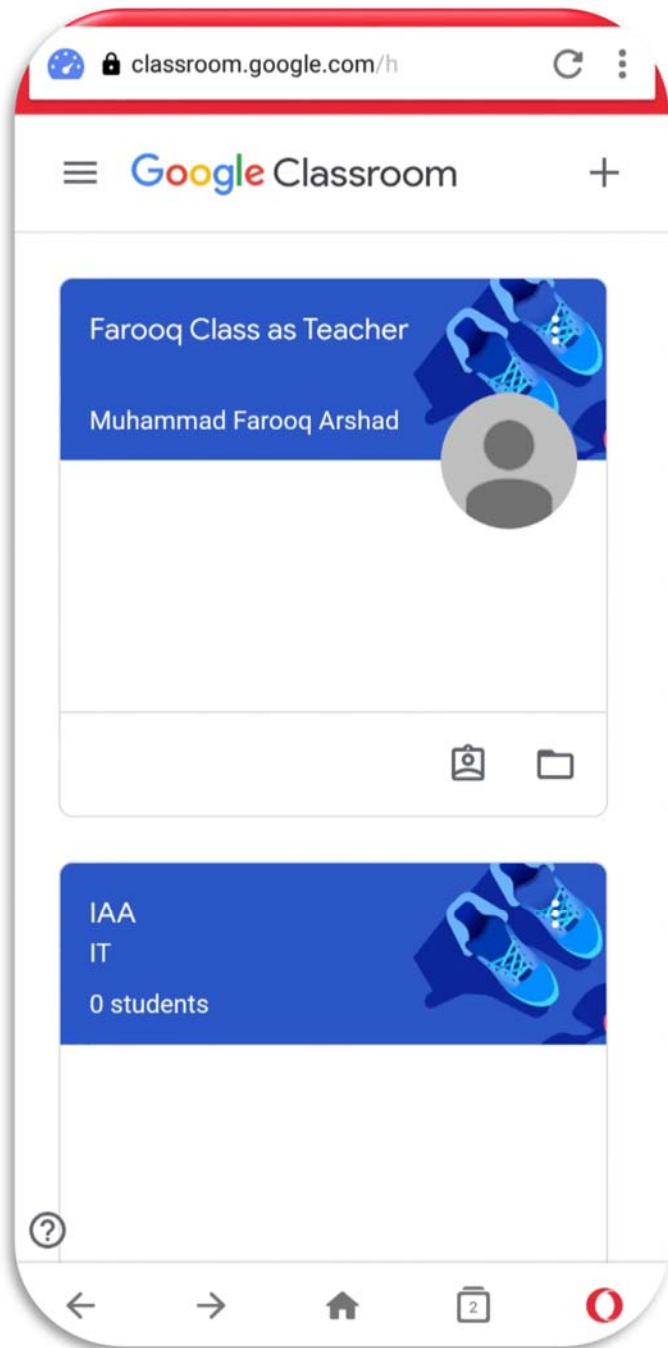 classroom.google.com/h
Google Classroom
Farooq Class as Teacher
Muhammad Farooq Arshad
IAA
IT
0 students
?
2